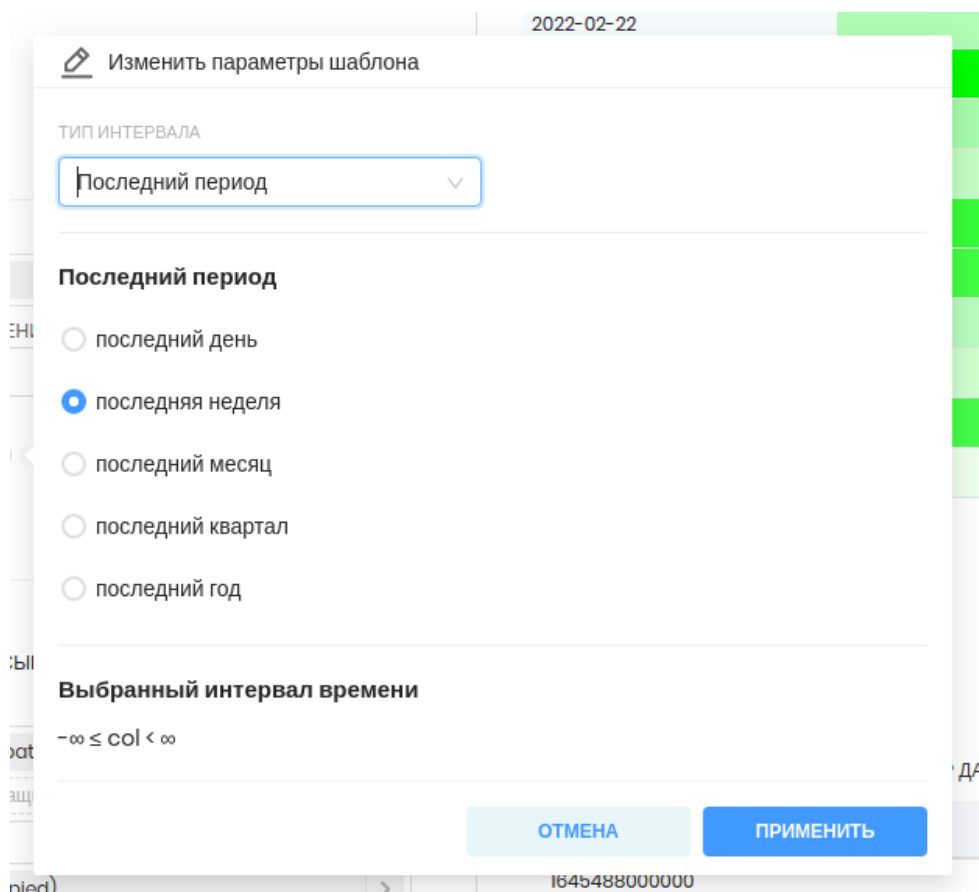 2022-02-22
Изменить параметры шаблона
ТИП ИНТЕРВАЛА
Последний период
Последний период
последний день
последняя неделя
последний месяц
последний квартал
последний год
Выбранный интервал времени
-∞ ≤ col < ∞
ОТМЕНА
ПРИМЕНИТЬ
1645488000000